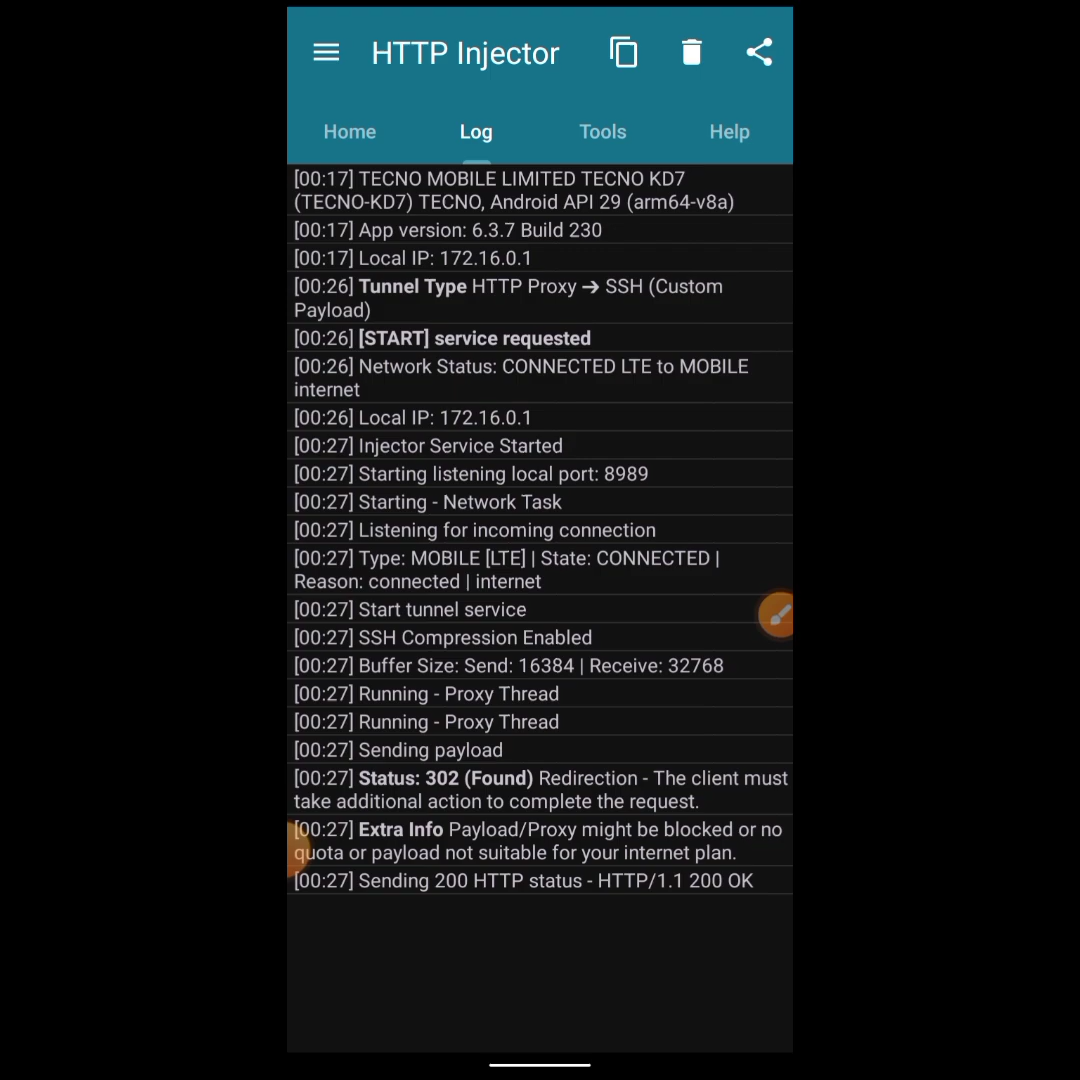 HTTP Injector
Home Log Tools Help
[00:17] TECNO MOBILE LIMITED TECNO KD7
(TECNO-KD7) TECNO, Android API 29 (arm64-v8a)
[00:17] App version: 6.3.7 Build 230
[00:17] Local IP: 172.16.0.1
[00:26] Tunnel Type HTTP Proxy ➔ SSH (Custom
Payload)
[00:26] [START] service requested
[00:26] Network Status: CONNECTED LTE to MOBILE
internet
[00:26] Local IP: 172.16.0.1
[00:27] Injector Service Started
[00:27] Starting listening local port: 8989
[00:27] Starting - Network Task
[00:27] Listening for incoming connection
[00:27] Type: MOBILE [LTE] | State: CONNECTED |
Reason: connected | internet
[00:27] Start tunnel service
[00:27] SSH Compression Enabled
[00:27] Buffer Size: Send: 16384 | Receive: 32768
[00:27] Running - Proxy Thread
[00:27] Running - Proxy Thread
[00:27] Sending payload
[00:27] Status: 302 (Found) Redirection - The client must
take additional action to complete the request.
[00:27] Extra Info Payload/Proxy might be blocked or no
quota or payload not suitable for your internet plan.
[00:27] Sending 200 HTTP status - HTTP/1.1 200 OK